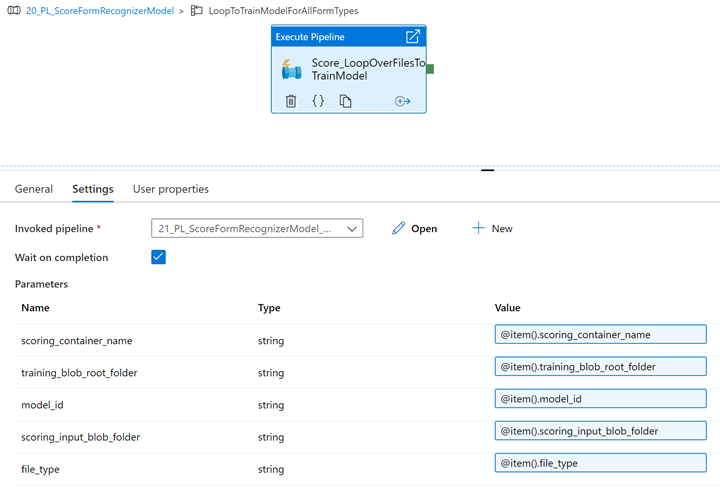 20_PL_ScoreFormRecognizerModel > LoopToTrainModelForAllFormTypes
Execute Pipeline
Score_LoopOverFilesTo
TrainModel
General Settings User properties
Invoked pipeline * 21_PL_ScoreFormRecognizerModel_... Open New
Wait on completion
Parameters
Name Type Value
scoring_container_name string @item().scoring_container_name
training_blob_root_folder string @item().training_blob_root_folder
model_id string @item().model_id
scoring_input_blob_folder string @item().scoring_input_blob_folder
file_type string @item().file_type